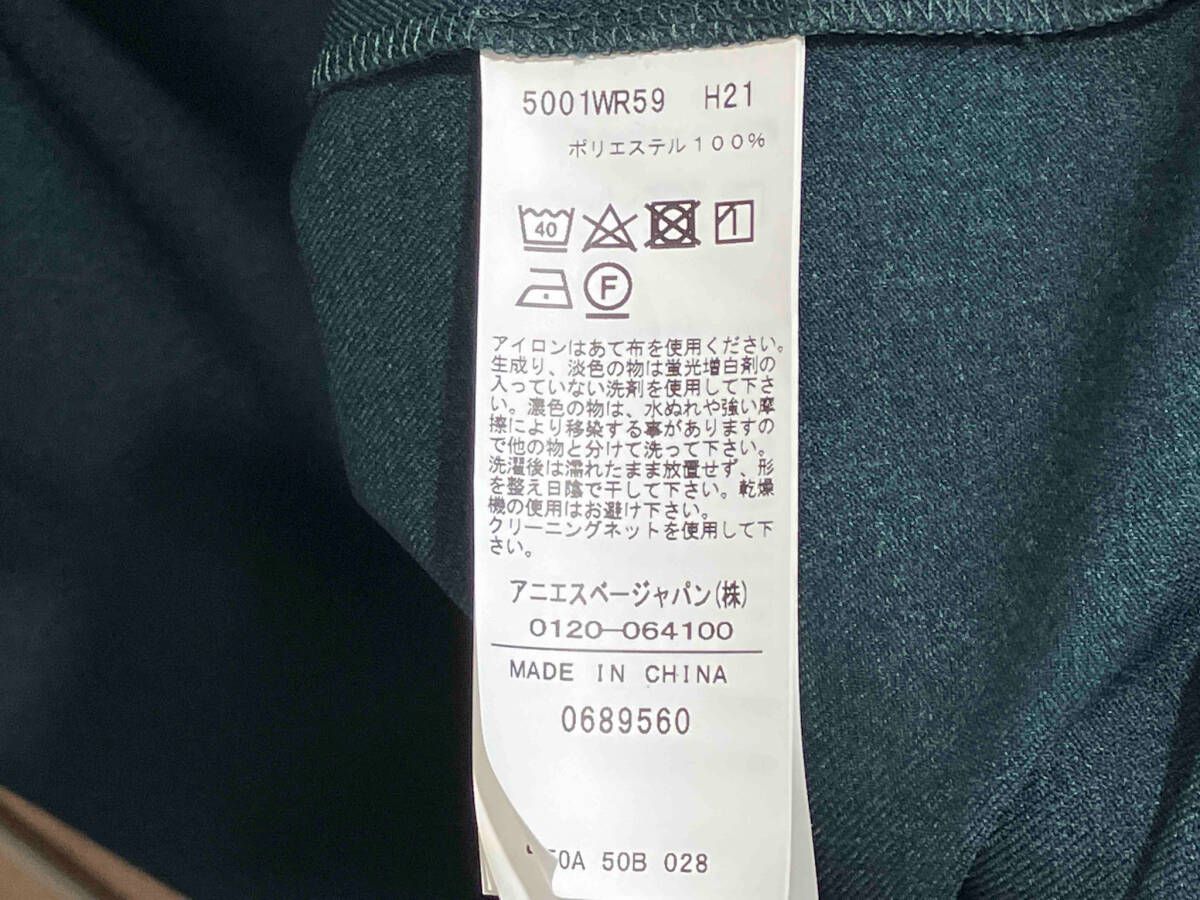 5001WR59 H21
ポリエステル100%
40
1
F
アイロンはあて布を使用ください。
生成り、淡色の物は蛍光増白剤の
入っていない洗剤を使用して下さ
い。濃色の物は、水ぬれや強い摩
擦により移染する事がありますの
で他の物と分けて洗って下さい。
洗濯後は濡れたまま放置せず、形
を整え日陰で干して下さい。乾燥
機の使用はお避け下さい。
クリーニングネットを使用して下
さい。
アニエスベージャパン(株)
0120-064100
MADE IN CHINA
0689560
50A 50B 028